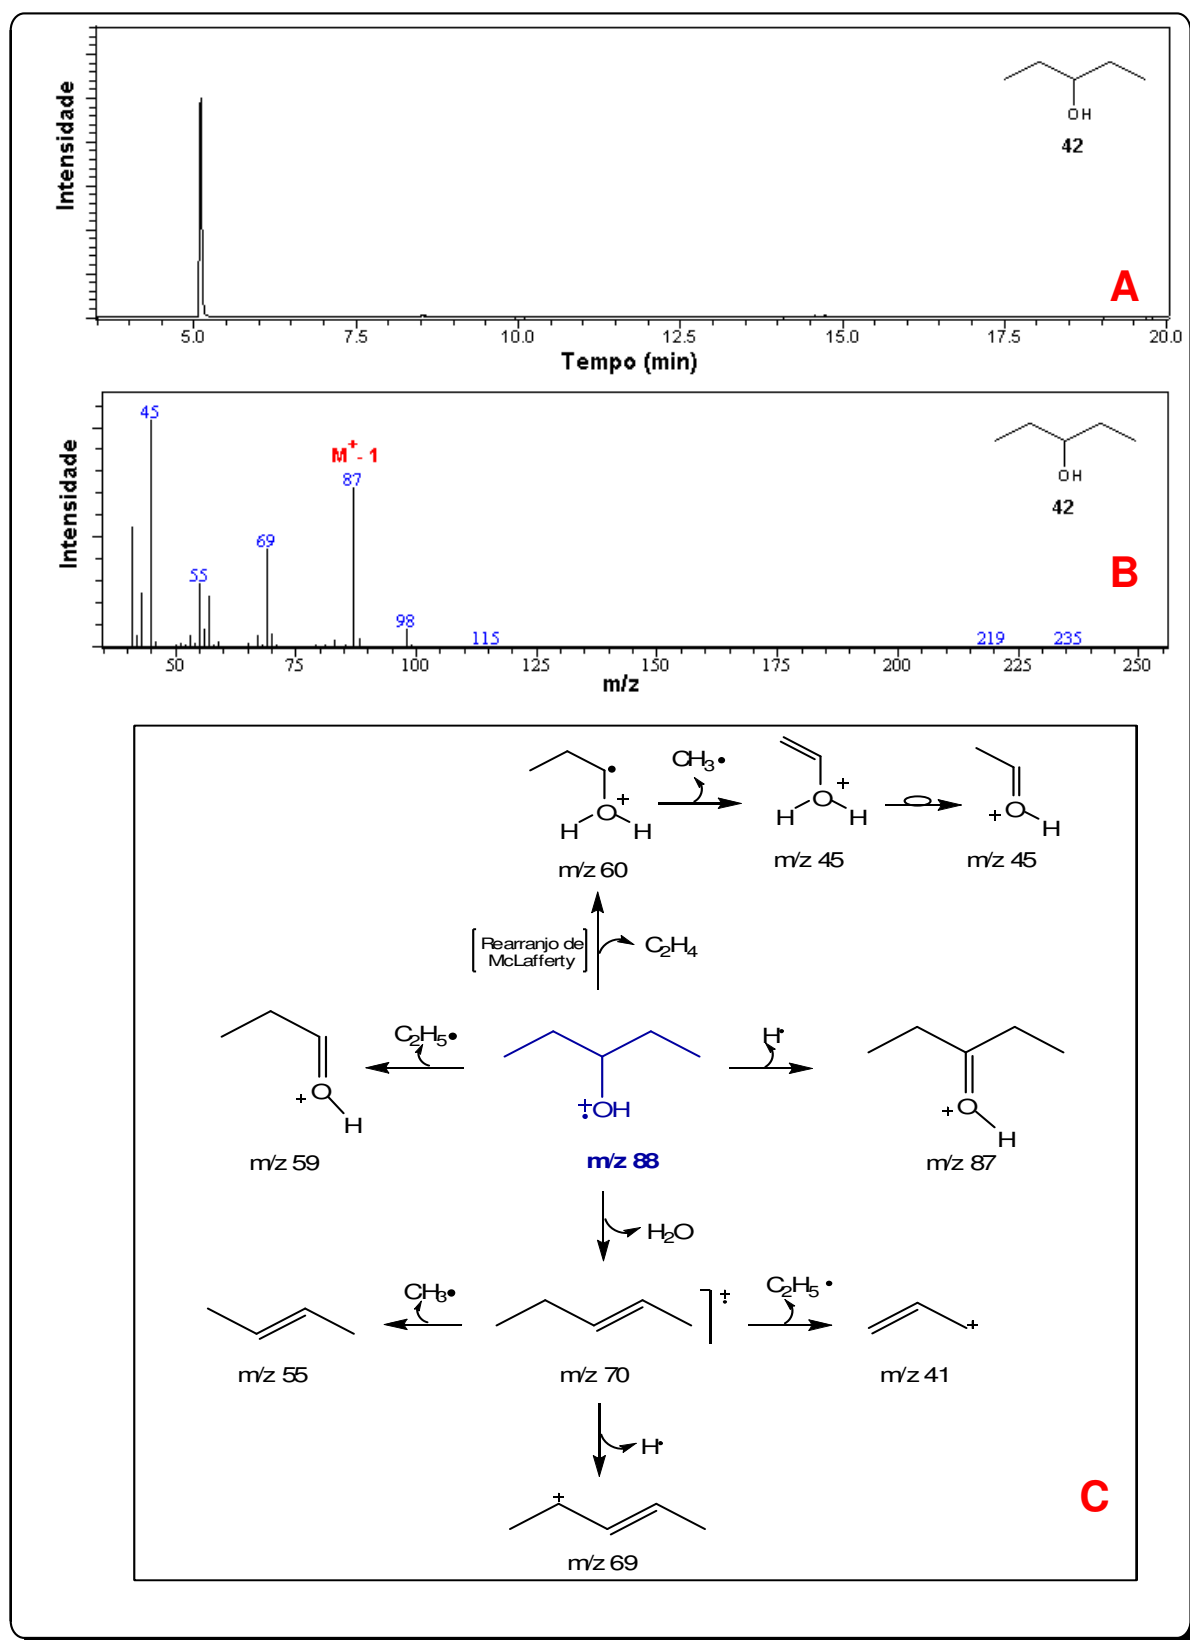 Intensidade
OH
42
A
5.0 7.5 10.0 12.5 15.0 17.5 20.0
Tempo (min)
Intensidade
45
M+- 1
87
69
55
98
115
219
235
OH
42
B
50 75 100 125 150 175 200 225 250
m/z
CH3•
•
+
O
H H
m/z 60
+
O
H H
m/z 45
+O
H
m/z 45
[Rearranjo de
McLafferty]
C2H4
C2H5•
H•
+O
H
m/z 59
+•OH
m/z 88
+O
H
m/z 87
H2O
CH3•
C2H5 •
+•
m/z 55
m/z 70
+
m/z 41
H•
+
m/z 69
C